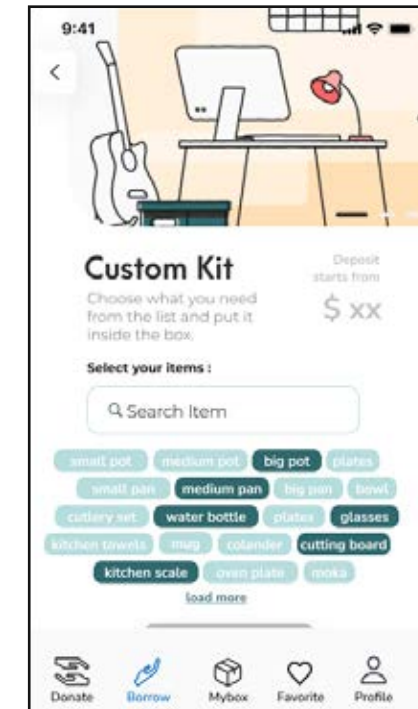 9:41
Custom Kit
Deposit
starts from
$ xx
Choose what you need
from the list and put it
inside the box.
Select your items :
Search Item
small pot medium pot big pot plates
small pan medium pan big pan bowl
cutlery set water bottle plates glasses
kitchen towels mug colander cutting board
kitchen scale oven plate moka
load more
Donate Borrow Mybox Favorite Profile